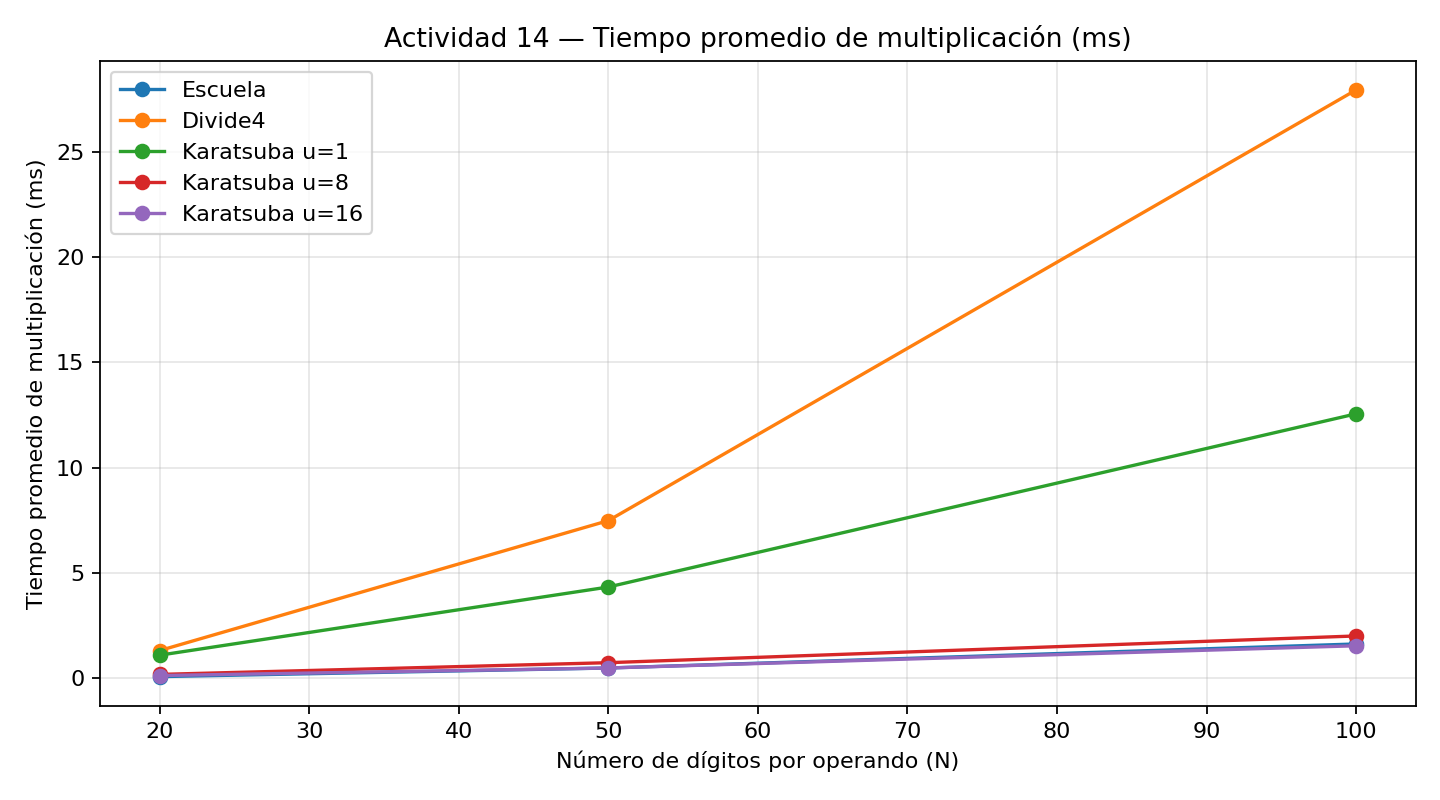 Actividad 14 — Tiempo promedio de multiplicación (ms)
Escuela
Divide4
Karatsuba u=1
Karatsuba u=8
Karatsuba u=16
Tiempo promedio de multiplicación (ms)
25
20
15
10
5
0
20 30 40 50 60 70 80 90 100
Número de dígitos por operando (N)